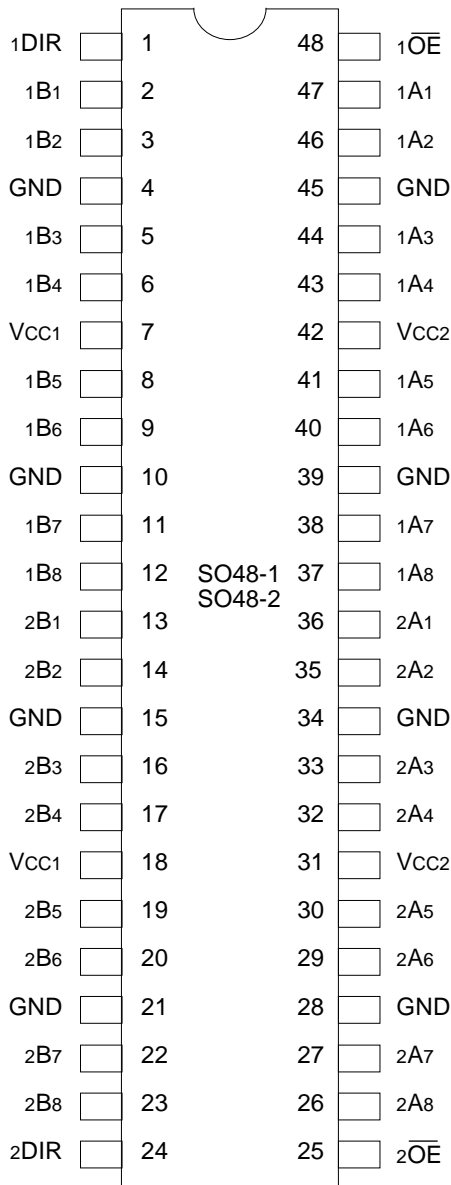 1DIR 1 48 1O̅E̅
1B1 2 47 1A1
1B2 3 46 1A2
GND 4 45 GND
1B3 5 44 1A3
1B4 6 43 1A4
VCC1 7 42 VCC2
1B5 8 41 1A5
1B6 9 40 1A6
GND 10 39 GND
1B7 11 38 1A7
1B8 12 SO48-1 37 1A8
SO48-2
2B1 13 36 2A1
2B2 14 35 2A2
GND 15 34 GND
2B3 16 33 2A3
2B4 17 32 2A4
VCC1 18 31 VCC2
2B5 19 30 2A5
2B6 20 29 2A6
GND 21 28 GND
2B7 22 27 2A7
2B8 23 26 2A8
2DIR 24 25 2O̅E̅